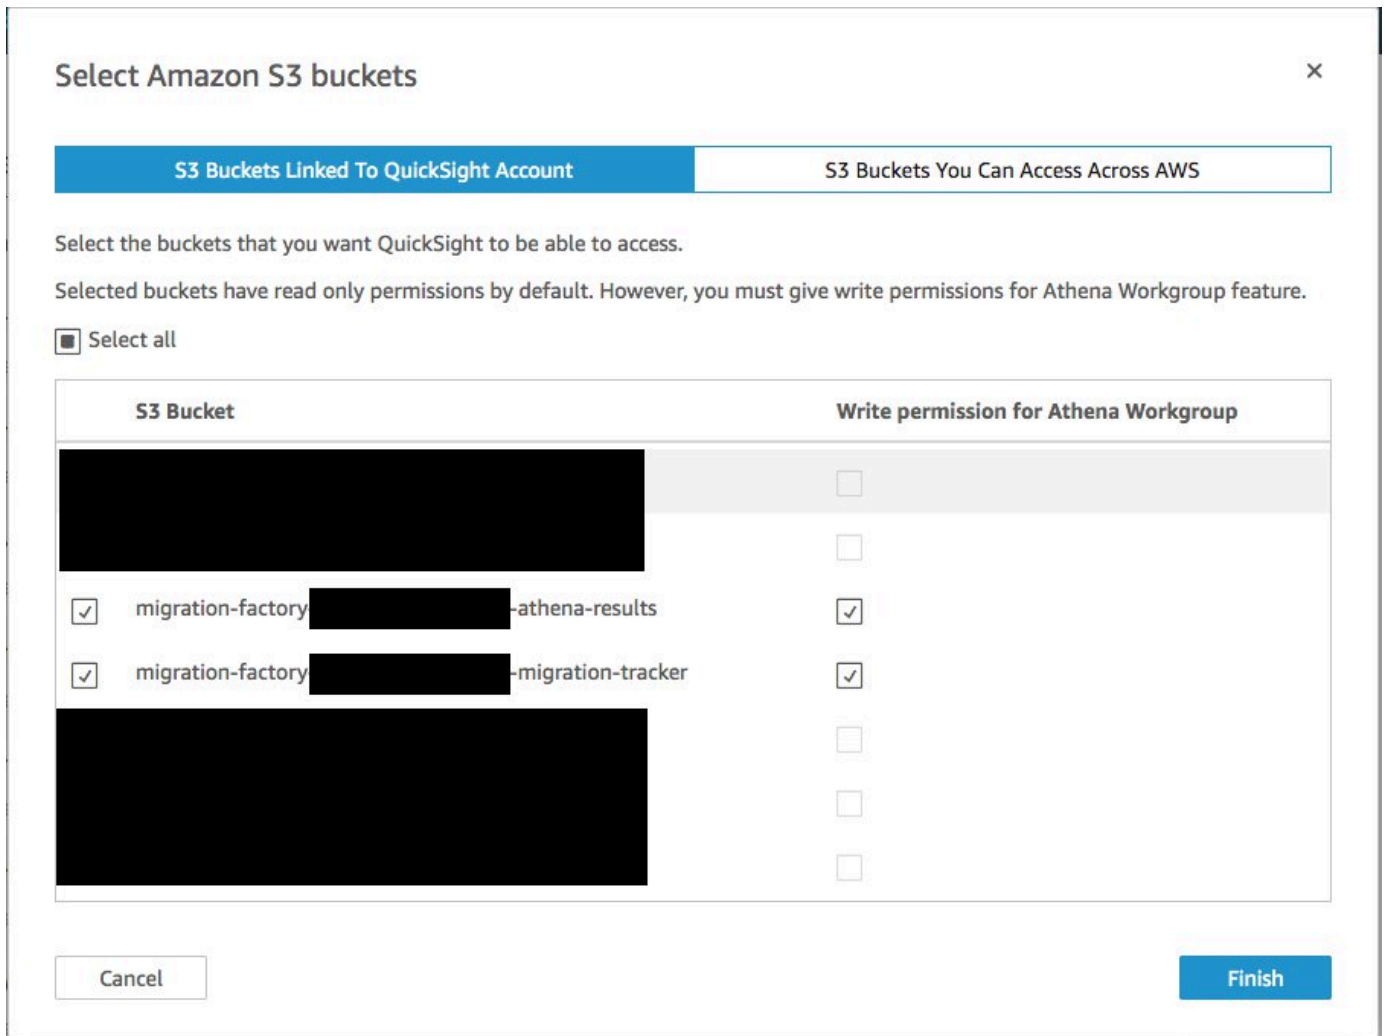 Select Amazon S3 buckets
S3 Buckets Linked To QuickSight Account
S3 Buckets You Can Access Across AWS
Select the buckets that you want QuickSight to be able to access.
Selected buckets have read only permissions by default. However, you must give write permissions for Athena Workgroup feature.
Select all
S3 Bucket
Write permission for Athena Workgroup
migration-factory- -athena-results
migration-factory- -migration-tracker
Cancel
Finish